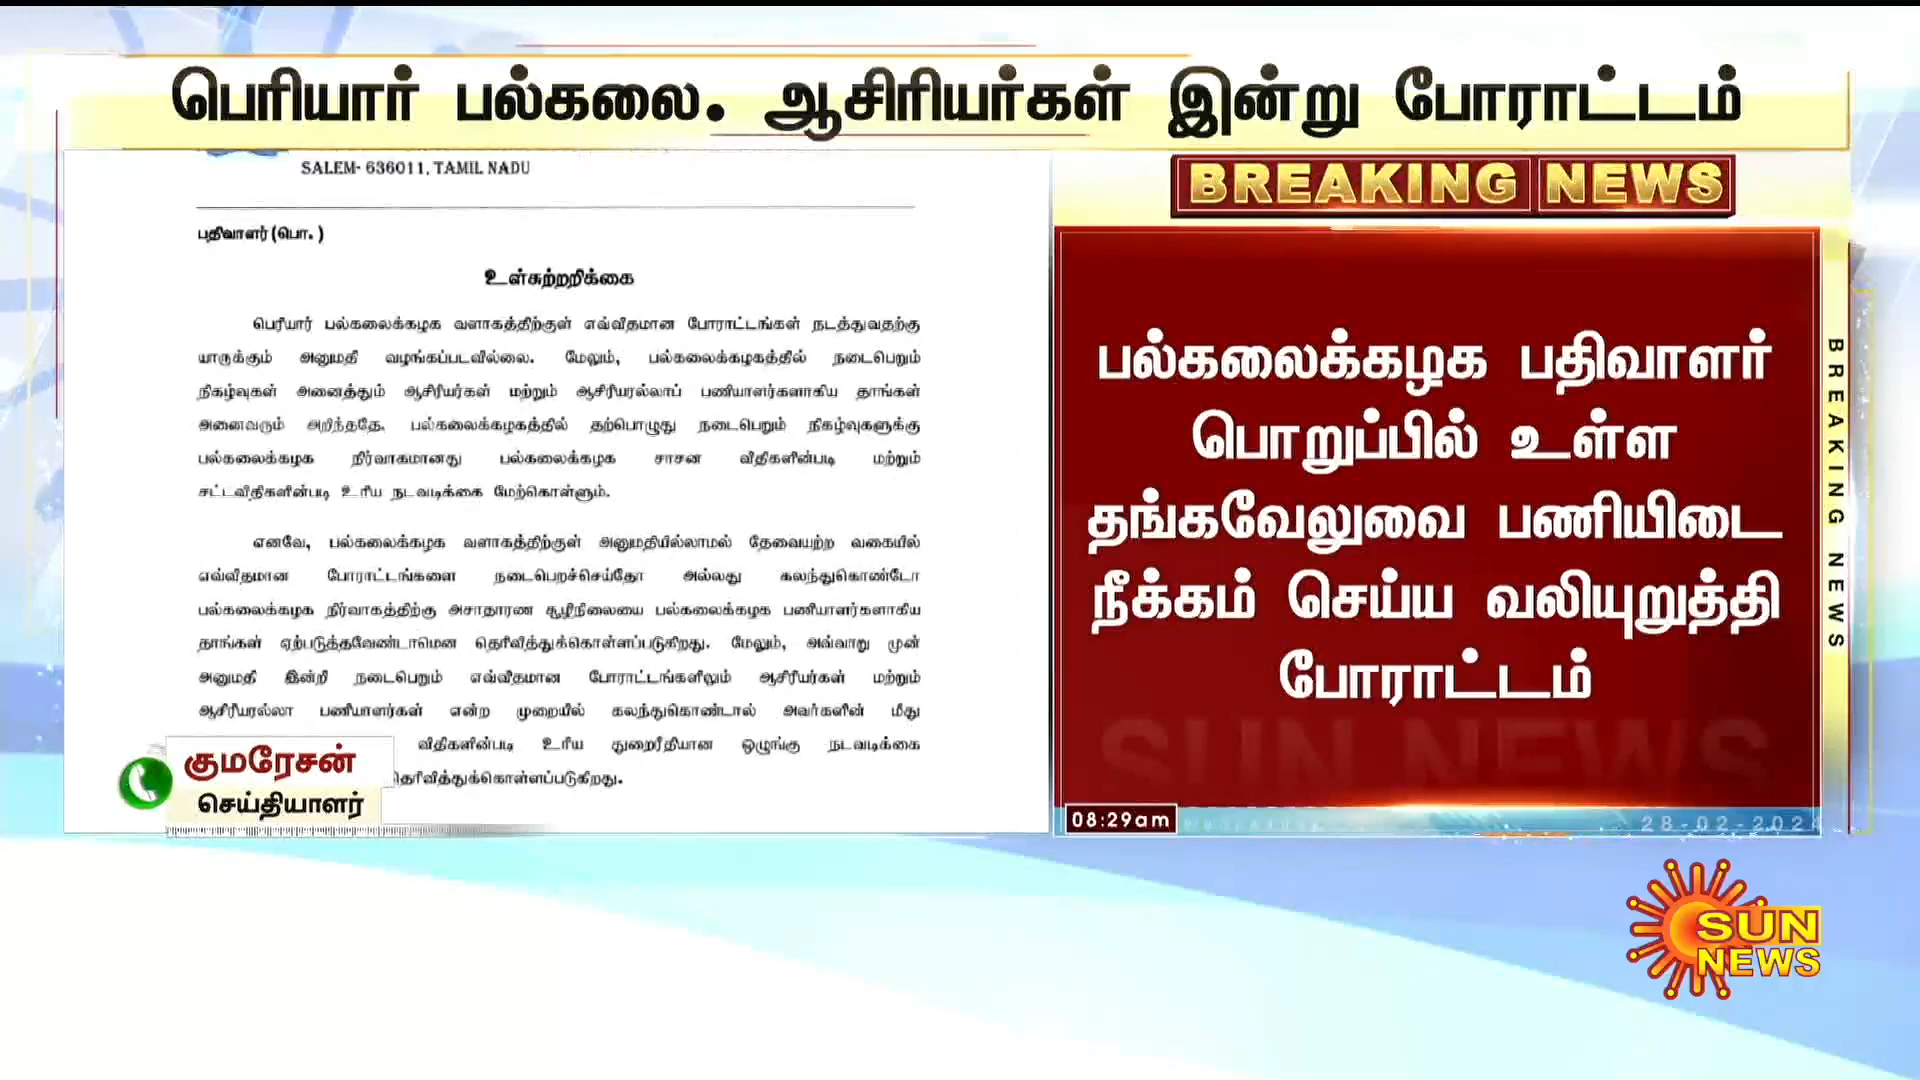 பெரியார் பல்கலை. ஆசிரியர்கள் இன்று போராட்டம்
SALEM- 636011, TAMIL NADU
பதிவாளர் (பொ. )
உள்சுற்றறிக்கை
பெரியார் பல்கலைக்கழக வளாகத்திற்குள் எவ்விதமான போராட்டங்கள் நடத்துவதற்கு
யாருக்கும் அனுமதி வழங்கப்படவில்லை. மேலும், பல்கலைக்கழகத்தில் நடைபெறும்
நிகழ்வுகள் அனைத்தும் ஆசிரியர்கள் மற்றும் ஆசிரியரல்லாப் பணியாளர்களாகிய தாங்கள்
அனைவரும் அறிந்ததே. பல்கலைக்கழகத்தில் தற்பொழுது நடைபெறும் நிகழ்வுகளுக்கு
பல்கலைக்கழக நிர்வாகமானது பல்கலைக்கழக சாசன விதிகளின்படி மற்றும்
சட்டவிதிகளின்படி உரிய நடவடிக்கை மேற்கொள்ளும்.
எனவே, பல்கலைக்கழக வளாகத்திற்குள் அனுமதியில்லாமல் தேவையற்ற வகையில்
எவ்விதமான போராட்டங்களை நடைபெறச்செய்தோ அல்லது கலந்துகொண்டோ
பல்கலைக்கழக நிர்வாகத்திற்கு அசாதாரண சூழ்நிலையை பல்கலைக்கழக பணியாளர்களாகிய
தாங்கள் ஏற்படுத்தவேண்டாமென தெரிவித்துக்கொள்ளப்படுகிறது. மேலும், அவ்வாறு முன்
அனுமதி இன்றி நடைபெறும் எவ்விதமான போராட்டங்களிலும் ஆசிரியர்கள் மற்றும்
ஆசிரியரல்லா பணியாளர்கள் என்ற முறையில் கலந்துகொண்டால் அவர்களின் மீது
விதிகளின்படி உரிய துறைரீதியான ஒழுங்கு நடவடிக்கை
தெரிவித்துக்கொள்ளப்படுகிறது.
குமரேசன்
செய்தியாளர்
BREAKING NEWS
பல்கலைக்கழக பதிவாளர்
பொறுப்பில் உள்ள
தங்கவேலுவை பணியிடை
நீக்கம் செய்ய வலியுறுத்தி
போராட்டம்
SUN NEWS
08:29am
28-02-2024
BREAKING NEWS
SUN
NEWS